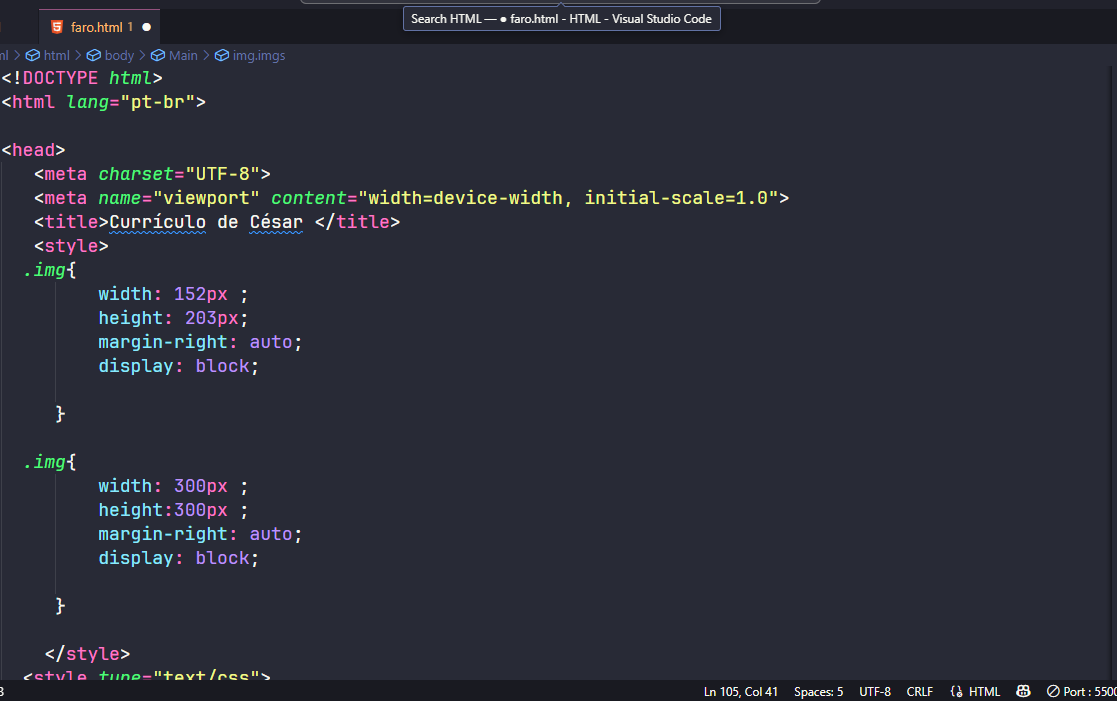 Search HTML — ● faro.html - HTML - Visual Studio Code
faro.html 1 ●
ml > html > body > Main > img.imgs
<!DOCTYPE html>
<html lang="pt-br">
<head>
<meta charset="UTF-8">
<meta name="viewport" content="width=device-width, initial-scale=1.0">
<title>Currículo de César </title>
<style>
.img{
width: 152px ;
height: 203px;
margin-right: auto;
display: block;
}
.img{
width: 300px ;
height:300px ;
margin-right: auto;
display: block;
}
</style>
<style type="text/css">
3 Ln 105, Col 41 Spaces: 5 UTF-8 CRLF HTML Port : 5500